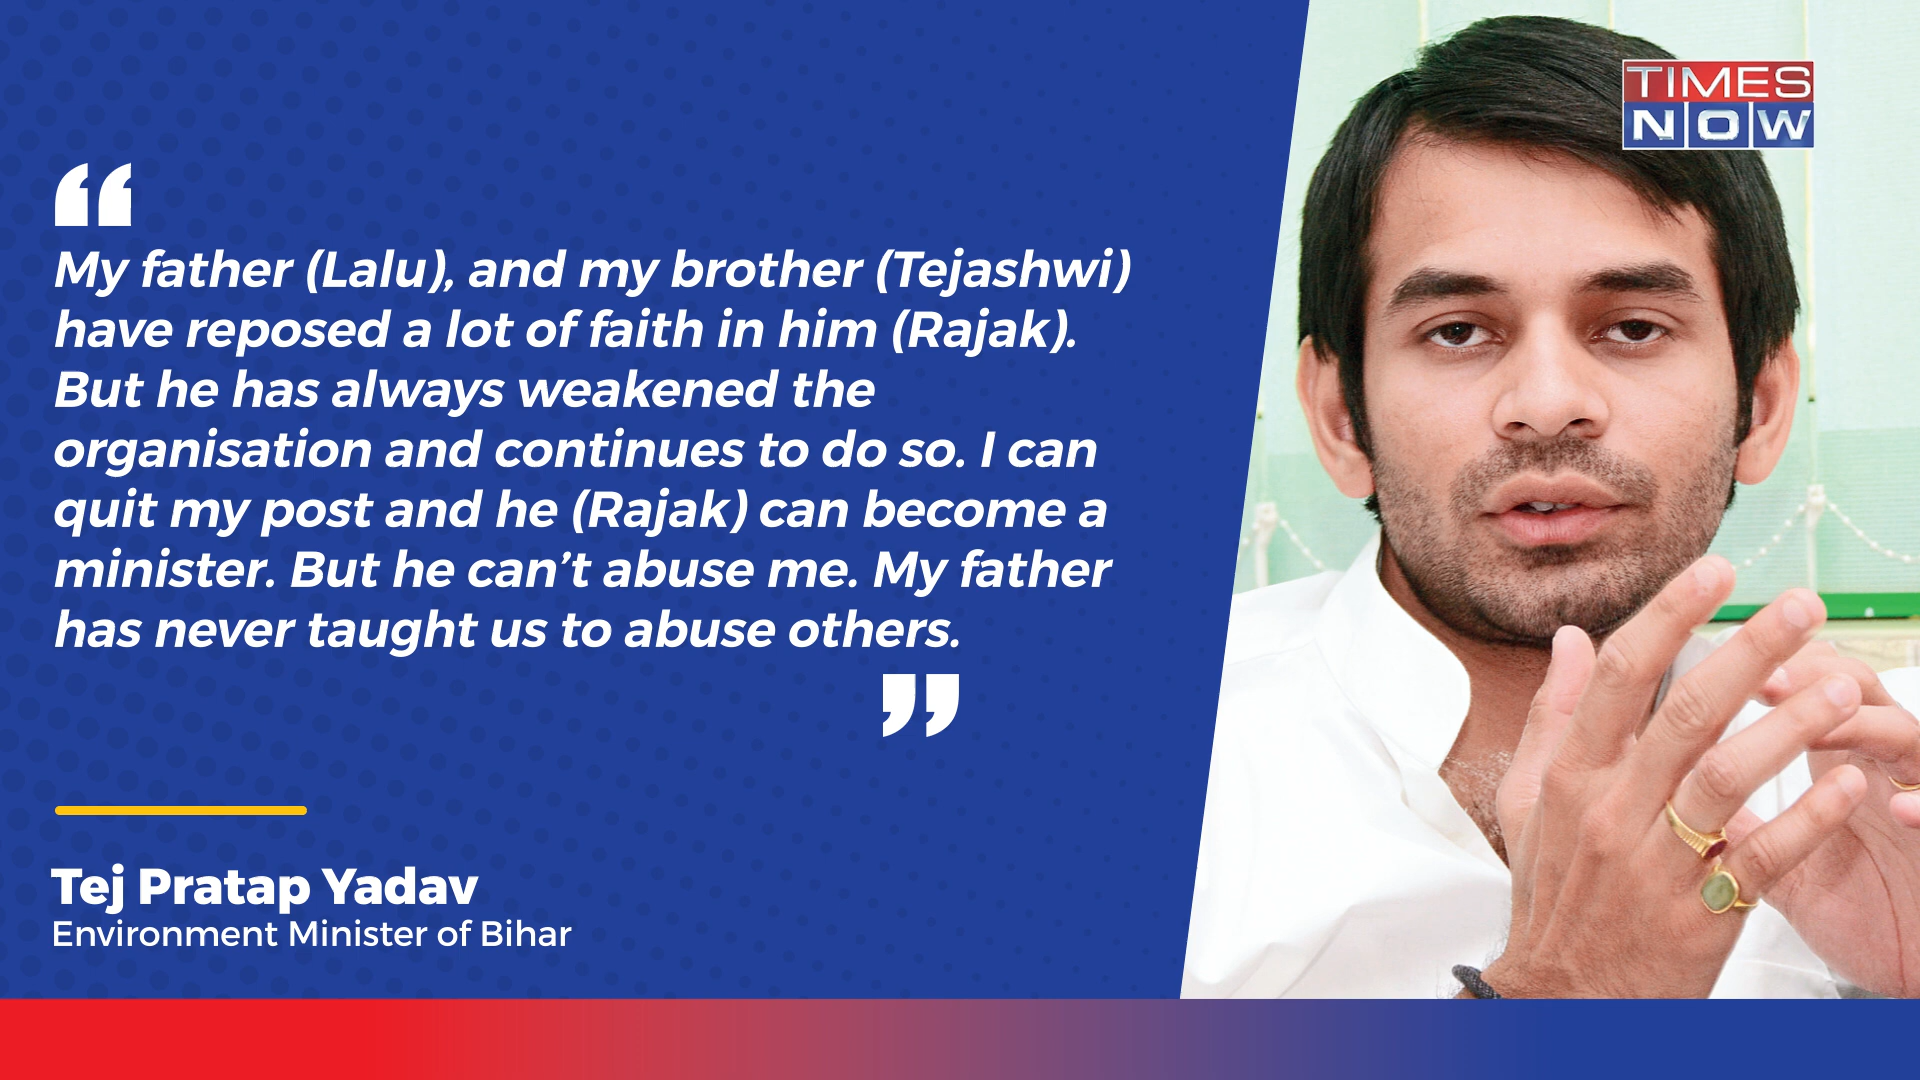 TIMES
NOW
“
My father (Lalu), and my brother (Tejashwi)
have reposed a lot of faith in him (Rajak).
But he has always weakened the
organisation and continues to do so. I can
quit my post and he (Rajak) can become a
minister. But he can’t abuse me. My father
has never taught us to abuse others.
”
Tej Pratap Yadav
Environment Minister of Bihar